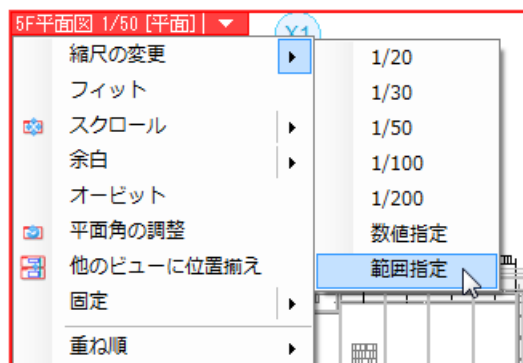 5F平面図 1/50 [平面]
X1
縮尺の変更
フィット
スクロール
余白
オービット
平面角の調整
他のビューに位置揃え
固定
重ね順
1/20
1/30
1/50
1/100
1/200
数値指定
範囲指定